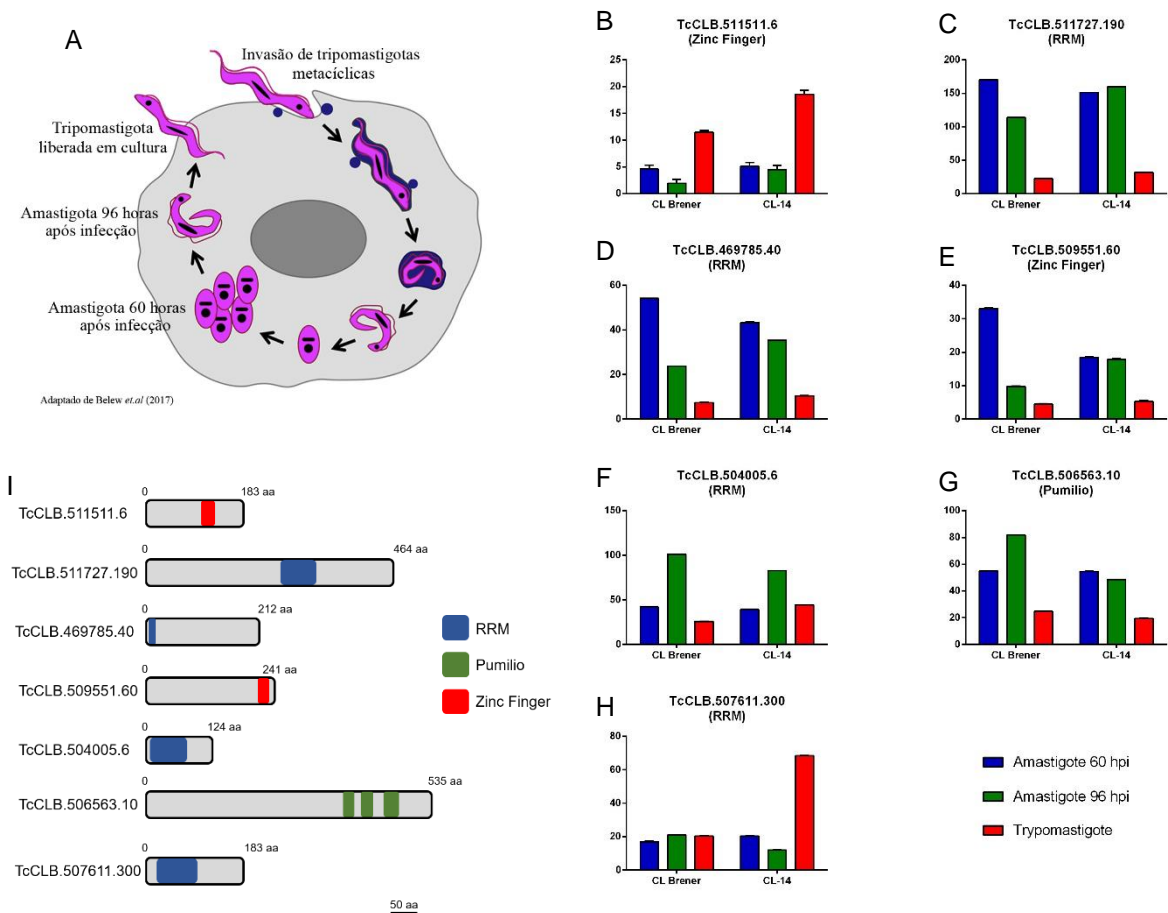 A
Invasão de tripomastigotas
metacíclicas
Tripomastigota
liberada em cultura
Amastigota 96 horas
após infecção
Amastigota 60 horas
após infecção
Adaptado de Belew et.al (2017)
B
TcCLB.511511.6
(Zinc Finger)
25
20
15
10
5
0
CL Brener
CL-14
C
TcCLB.511727.190
(RRM)
200
150
100
50
0
CL Brener
CL-14
D
TcCLB.469785.40
(RRM)
60
40
20
0
CL Brener
CL-14
E
TcCLB.509551.60
(Zinc Finger)
40
30
20
10
0
CL Brener
CL-14
F
TcCLB.504005.6
(RRM)
150
100
50
0
CL Brener
CL-14
G
TcCLB.506563.10
(Pumilio)
100
80
60
40
20
0
CL Brener
CL-14
H
TcCLB.507611.300
(RRM)
80
60
40
20
0
CL Brener
CL-14
Amastigote 60 hpi
Amastigote 96 hpi
Trypomastigote
I
0 183 aa
TcCLB.511511.6
0 464 aa
TcCLB.511727.190
0 212 aa
TcCLB.469785.40
0 241 aa
TcCLB.509551.60
0 124 aa
TcCLB.504005.6
0 535 aa
TcCLB.506563.10
0 183 aa
TcCLB.507611.300
50 aa
RRM
Pumilio
Zinc Finger